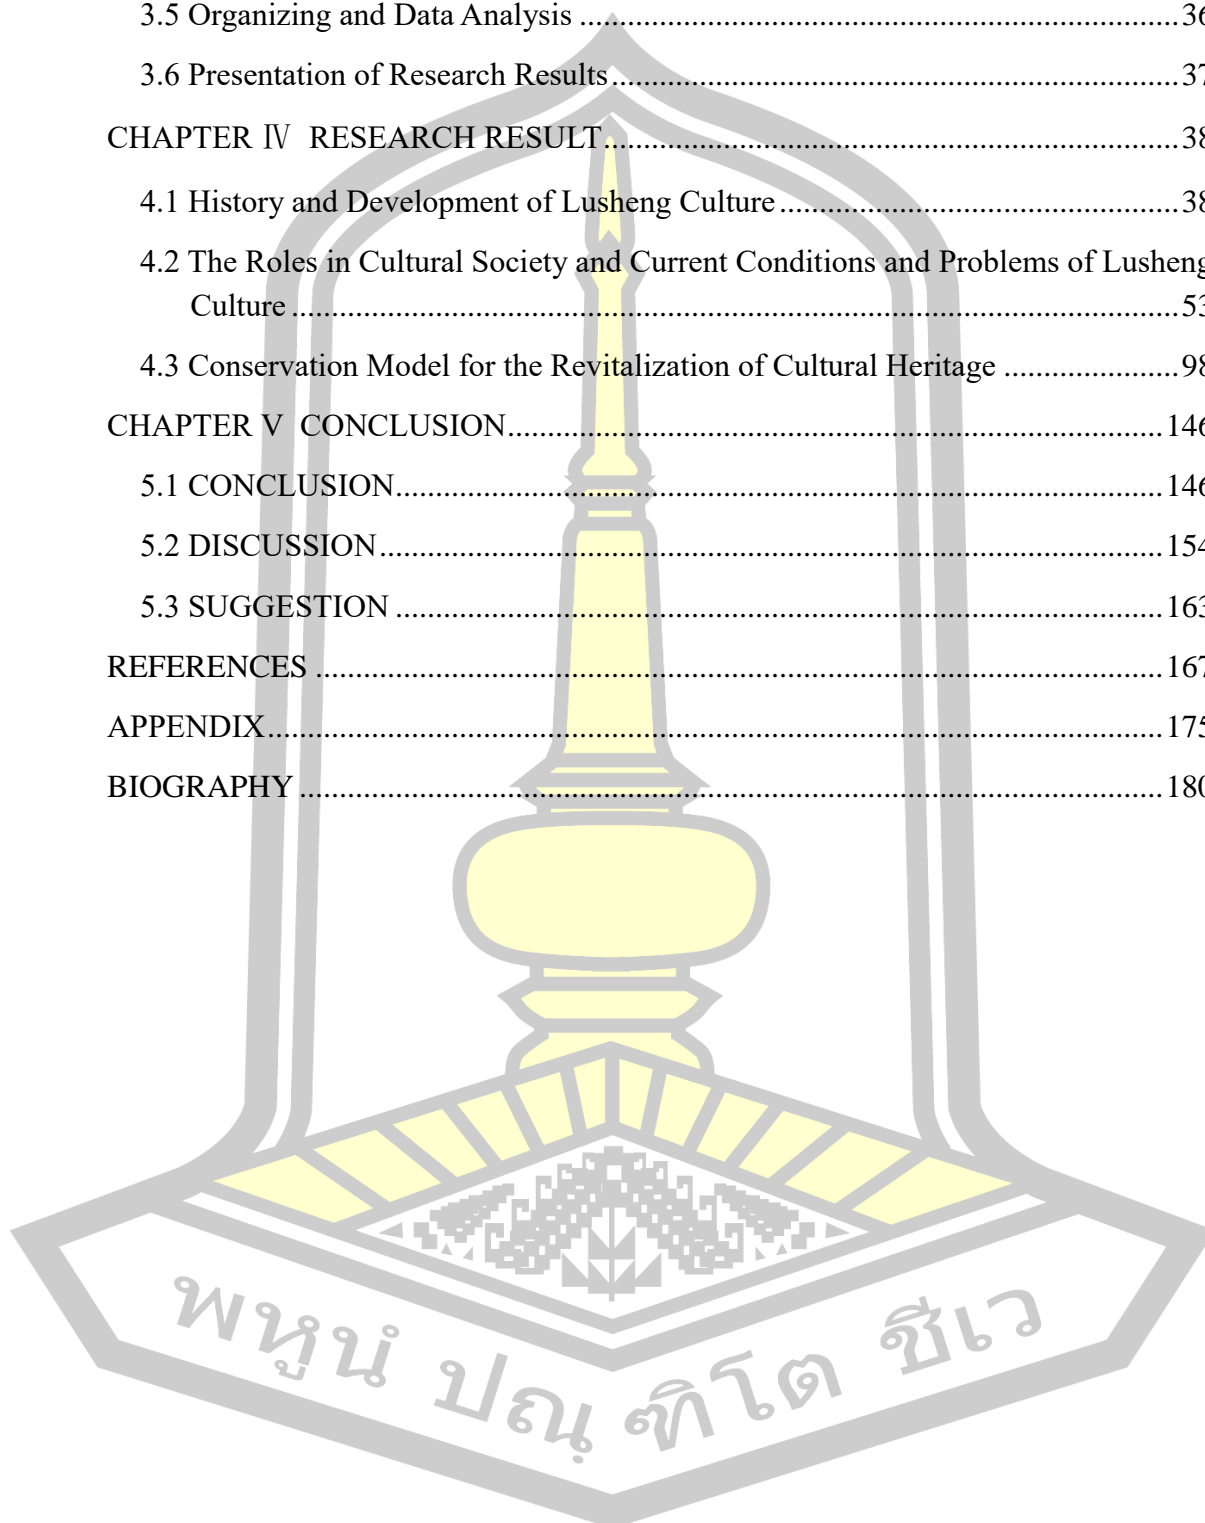 3.5 Organizing and Data Analysis ........................................................................... 36
3.6 Presentation of Research Results ....................................................................... 37
CHAPTER Ⅳ RESEARCH RESULT ........................................................................ 38
4.1 History and Development of Lusheng Culture .................................................. 38
4.2 The Roles in Cultural Society and Current Conditions and Problems of Lusheng
Culture ............................................................................................................... 53
4.3 Conservation Model for the Revitalization of Cultural Heritage ...................... 98
CHAPTER Ⅴ CONCLUSION .................................................................................. 146
5.1 CONCLUSION ................................................................................................ 146
5.2 DISCUSSION .................................................................................................. 154
5.3 SUGGESTION ................................................................................................ 163
REFERENCES .......................................................................................................... 167
APPENDIX ................................................................................................................ 175
BIOGRAPHY ............................................................................................................ 180
พหูนํ ปณฺฑิโต ชีเว